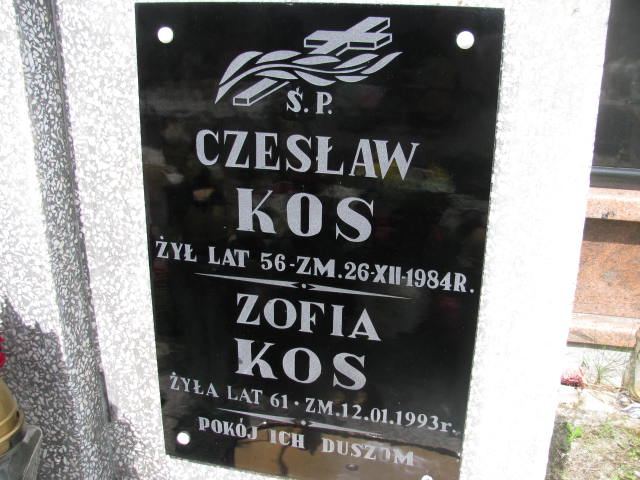 Ś.P.
CZESŁAW
KOS
ŻYŁ LAT 56-ZM.26-XII-1984R.
ZOFIA
KOS
ŻYŁA LAT 61 · ZM.12.01.1993r.
POKÓJ ICH DUSZOM